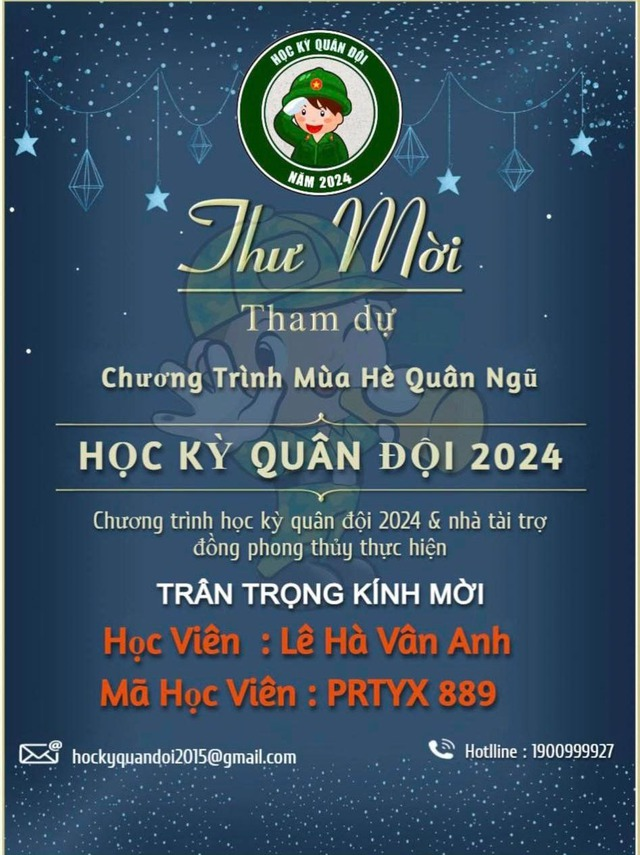 HỌC KỲ QUÂN ĐỘI
NĂM 2024
Thư Mời
Tham dự
Chương Trình Mùa Hè Quân Ngũ
HỌC KỲ QUÂN ĐỘI 2024
Chương trình học kỳ quân đội 2024 & nhà tài trợ
đồng phong thủy thực hiện
TRÂN TRỌNG KÍNH MỜI
Học Viên : Lê Hà Vân Anh
Mã Học Viên : PRTYX 889
hockyquandoi2015@gmail.com
Hotlline : 1900999927